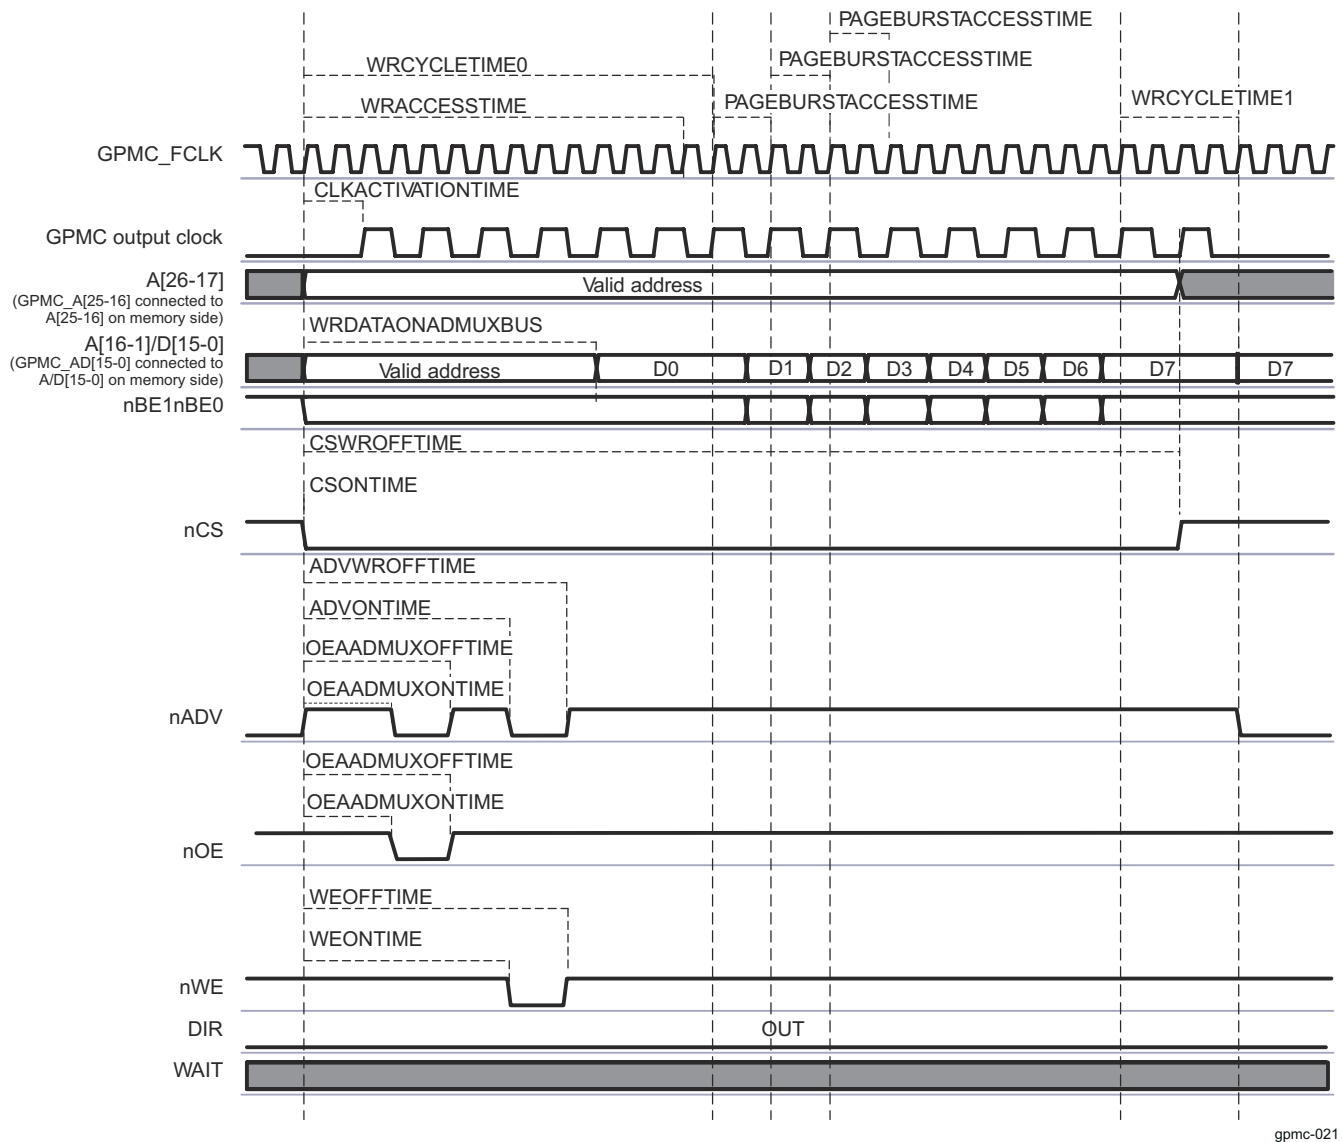 PAGEBURSTACCESSTIME
WRCYCLETIME0
PAGEBURSTACCESSTIME
WRACCESSTIME
PAGEBURSTACCESSTIME
WRCYCLETIME1
GPMC_FCLK
CLKACTIVATIONTIME
GPMC output clock
A[26-17]
(GPMC_A[25-16] connected to
A[25-16] on memory side)
Valid address
WRDATAONADMUXBUS
A[16-1]/D[15-0]
(GPMC_AD[15-0] connected to
A/D[15-0] on memory side)
Valid address D0 D1 D2 D3 D4 D5 D6 D7 D7
nBE1nBE0
CSWROFFTIME
CSONTIME
nCS
ADVWROFFTIME
ADVONTIME
OEAADMUXOFFTIME
OEAADMUXONTIME
nADV
OEAADMUXOFFTIME
OEAADMUXONTIME
nOE
WEOFFTIME
WEONTIME
nWE
DIR OUT
WAIT
gpmc-021